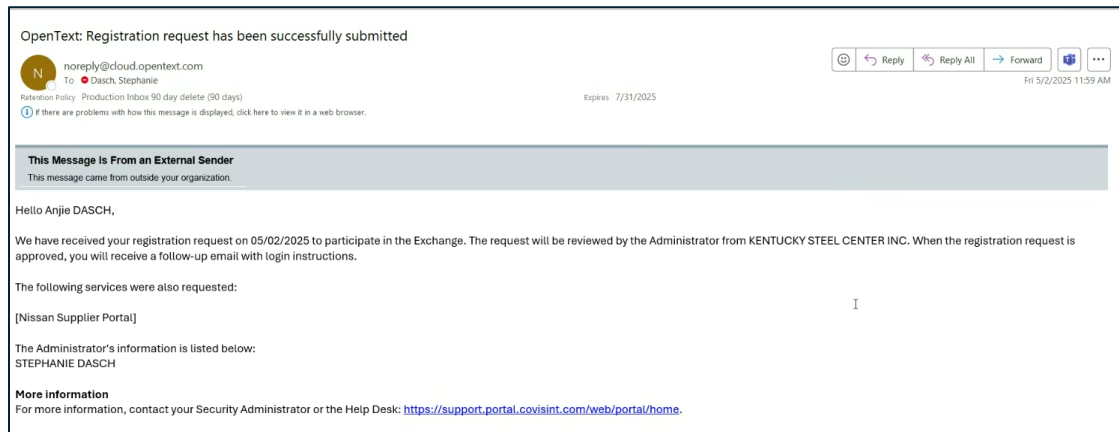 OpenText: Registration request has been successfully submitted
N
noreply@cloud.opentext.com
To Dasch, Stephanie
Reply
Reply All
Forward
Fri 5/2/2025 11:59 AM
Retention Policy Production Inbox 90 day delete (90 days)
Expires 7/31/2025
If there are problems with how this message is displayed, click here to view it in a web browser.
This Message Is From an External Sender
This message came from outside your organization.
Hello Anjie DASCH,
We have received your registration request on 05/02/2025 to participate in the Exchange. The request will be reviewed by the Administrator from KENTUCKY STEEL CENTER INC. When the registration request is
approved, you will receive a follow-up email with login instructions.
The following services were also requested:
[Nissan Supplier Portal]
The Administrator's information is listed below:
STEPHANIE DASCH
More information
For more information, contact your Security Administrator or the Help Desk: https://support.portal.covisint.com/web/portal/home.